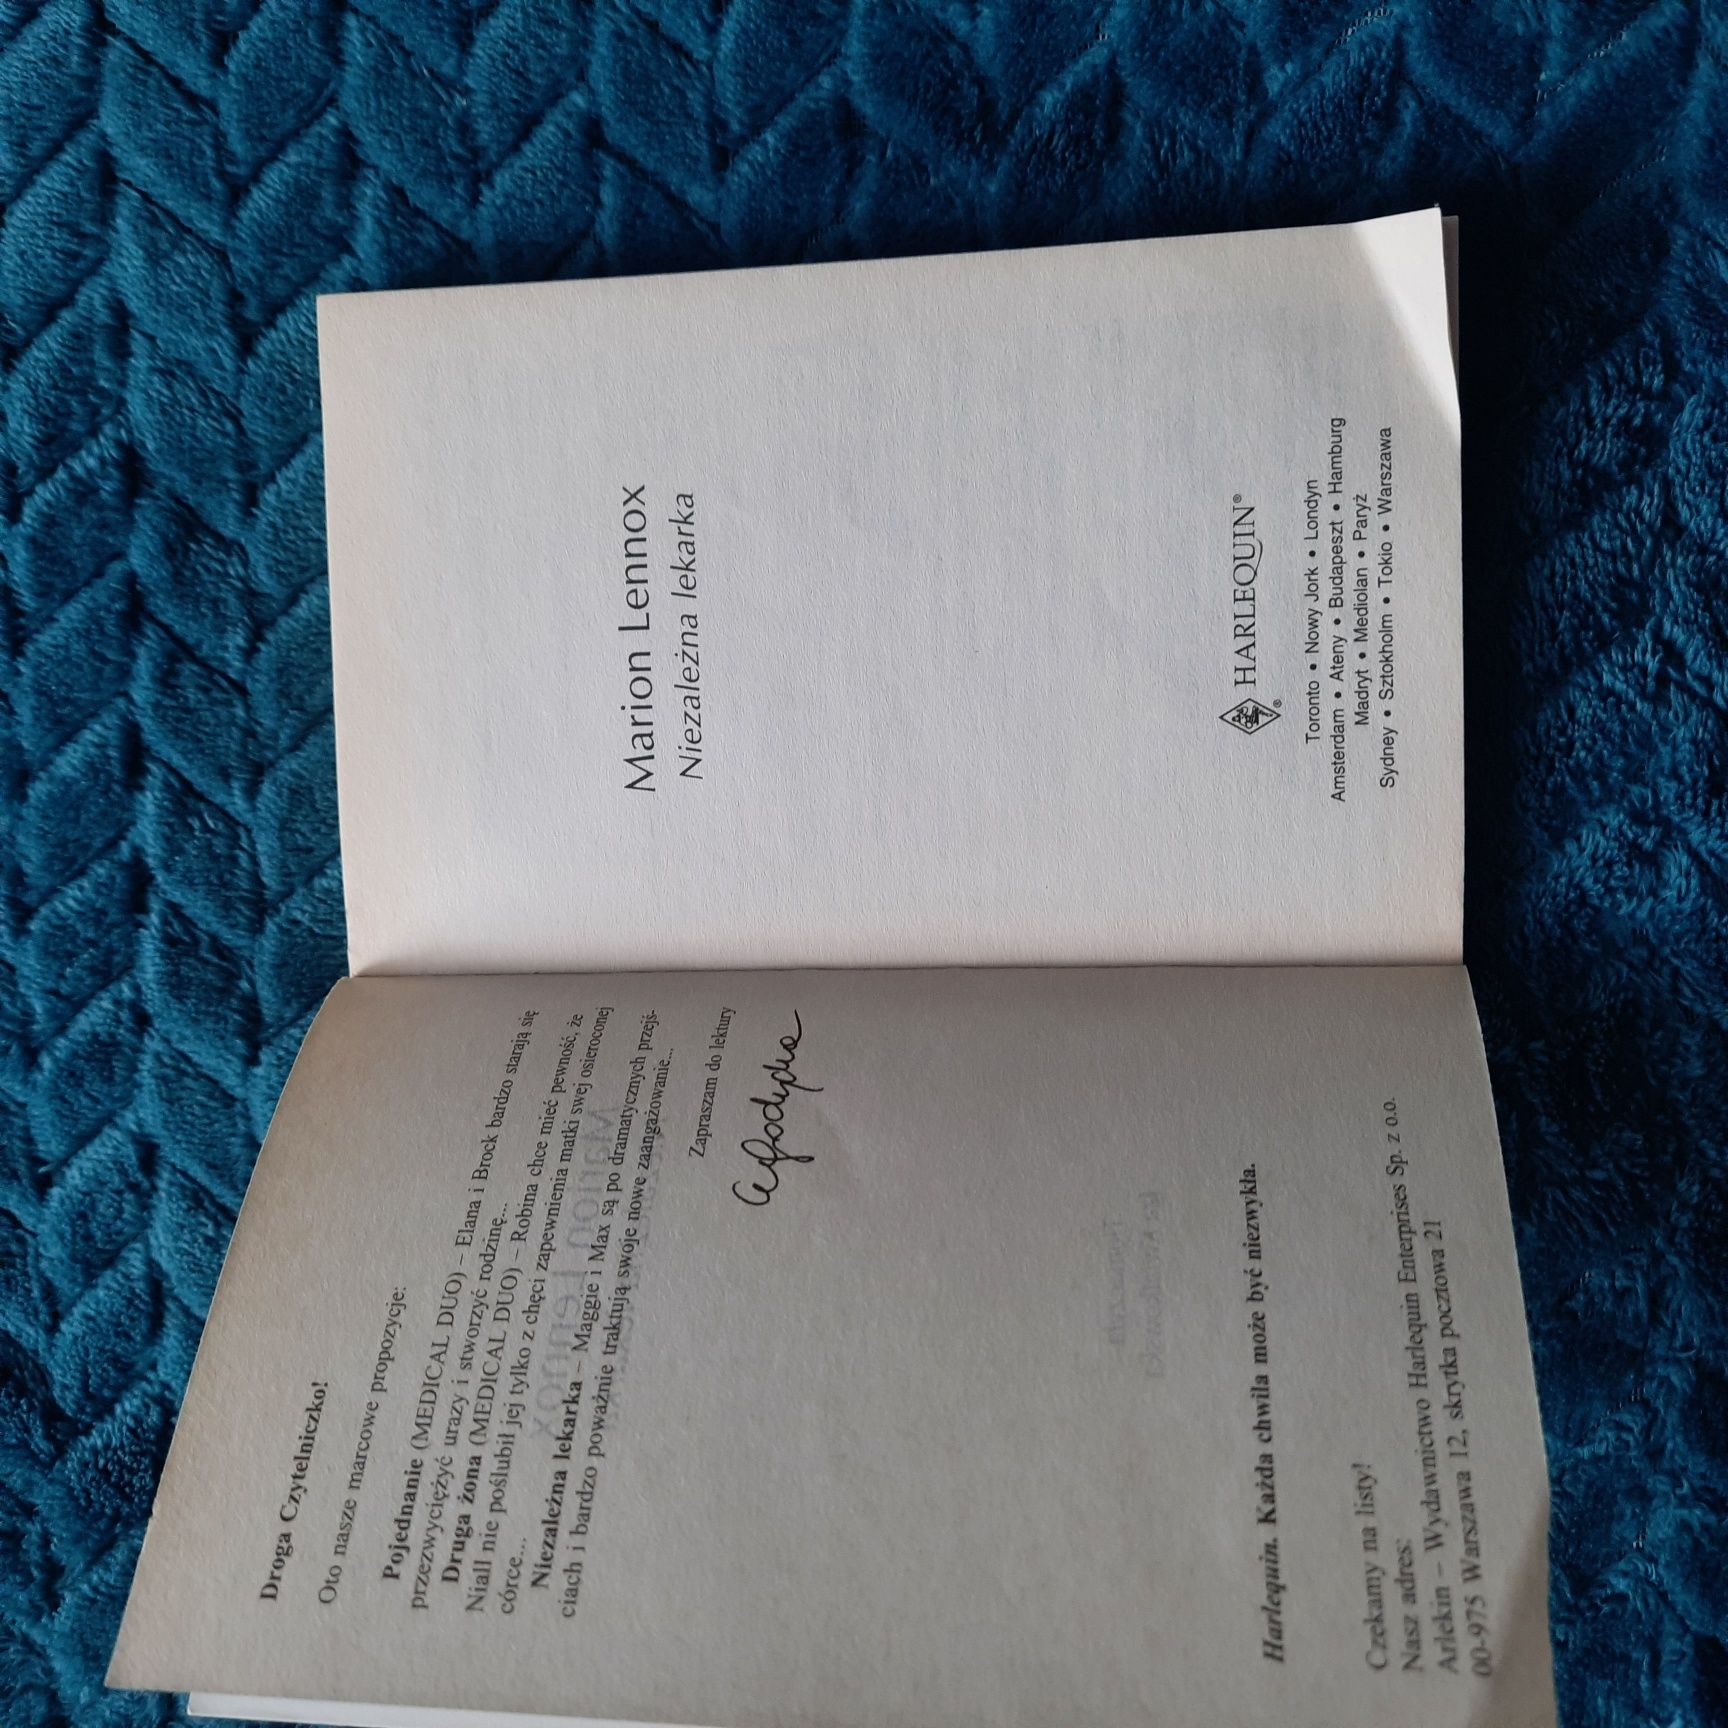 Droga Czytelniczko!
Oto nasze marcowe propozycje:
Pojednanie (MEDICAL DUO) – Elana i Brock bardzo starają się
przezwyciężyć urazy i stworzyć rodzinę...
Druga żona (MEDICAL DUO) – Robina chce mieć pewność, że
Niall nie poślubił jej tylko z chęci zapewnienia matki swej osieroconej
córce...
Niezależna lekarka – Maggie i Max są po dramatycznych przejś-
ciach i bardzo poważnie traktują swoje nowe zaangażowanie...
Zapraszam do lektury
Harlequin. Każda chwila może być niezwykła.
Czekamy na listy!
Nasz adres:
Arlekin – Wydawnictwo Harlequin Enterprises Sp. z o.o.
00-975 Warszawa 12, skrytka pocztowa 21
Marion Lennox
Niezależna lekarka
HARLEQUIN®
Toronto • Nowy Jork • Londyn
Amsterdam • Ateny • Budapeszt • Hamburg
Madryt • Mediolan • Paryż
Sydney • Sztokholm • Tokio • Warszawa